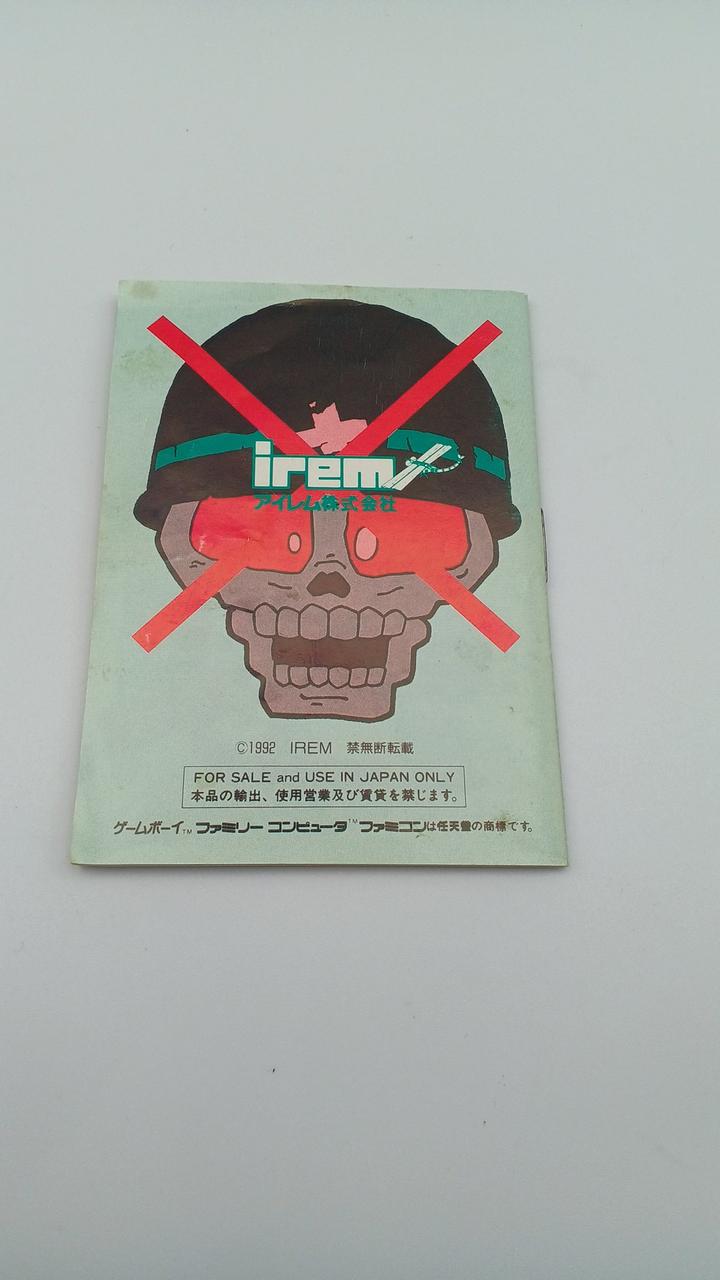 irem
アイレム株式会社
©1992 IREM 禁無断転載
FOR SALE and USE IN JAPAN ONLY
本品の輸出、使用営業及び賃貸を禁じます。
ゲームボーイ™ファミリー コンピュータ™ファミコンは任天堂の商標です。